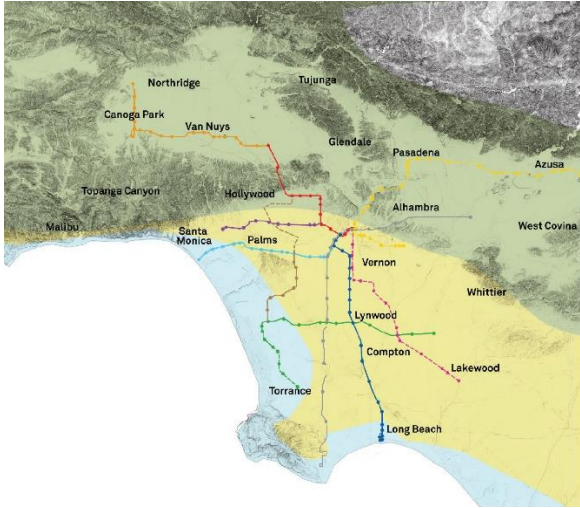 Northridge
Tujunga
Canoga Park
Van Nuys
Glendale
Pasadena
Azusa
Topanga Canyon
Hollywood
Alhambra
West Covina
Malibu
Santa
Monica
Palms
Vernon
Whittier
Lynwood
Compton
Lakewood
Torrance
Long Beach